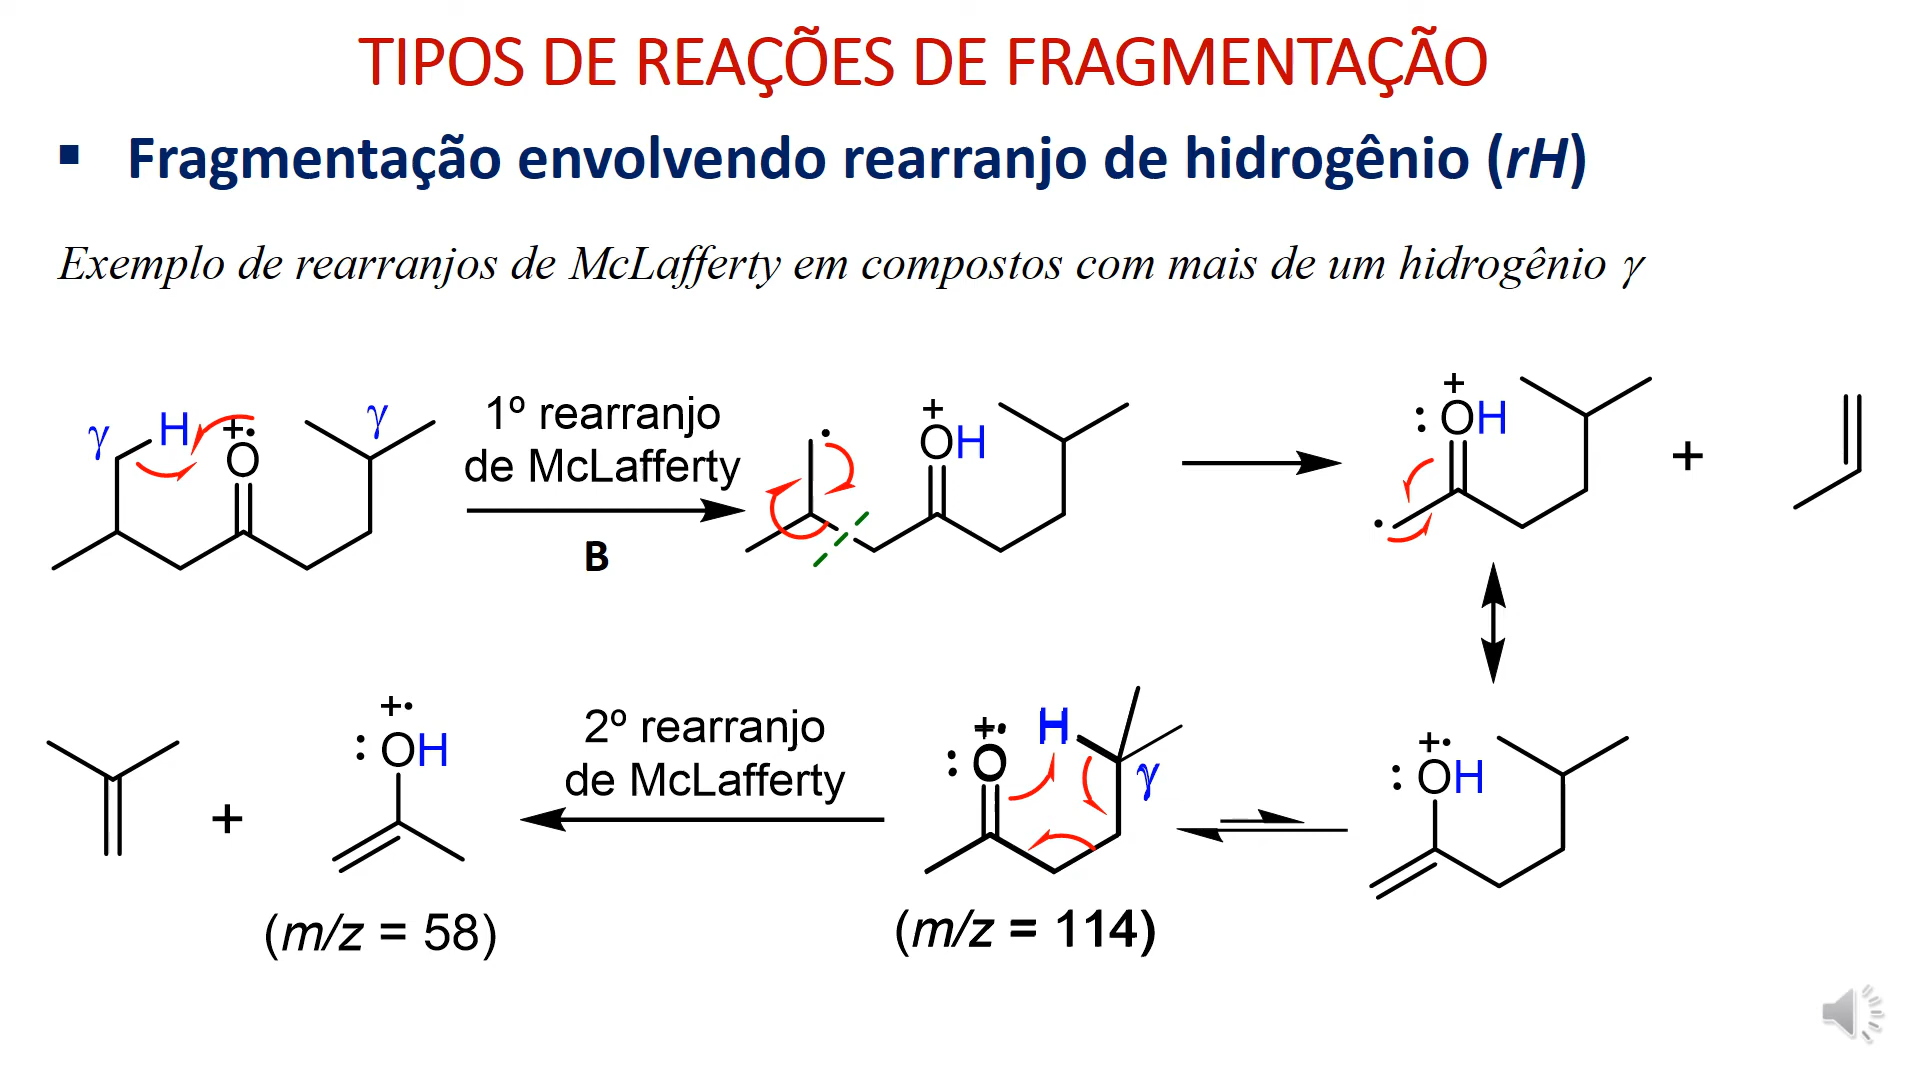 TIPOS DE REAÇÕES DE FRAGMENTAÇÃO
▪ Fragmentação envolvendo rearranjo de hidrogênio (rH)
Exemplo de rearranjos de McLafferty em compostos com mais de um hidrogênio γ
γ H +• O γ
1º rearranjo
de McLafferty
B
• + OH
+ : OH •
+
+• : OH
+• : O H γ
(m/z = 114)
2º rearranjo
de McLafferty
+
+• : OH
(m/z = 58)